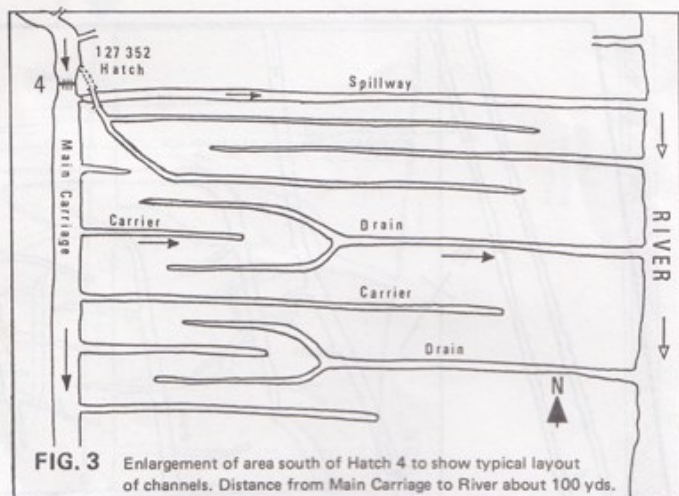 127 352
Hatch
4
Spillway
Main Carriage
RIVER
Carrier
Drain
Carrier
Drain
N
FIG. 3 Enlargement of area south of Hatch 4 to show typical layout
of channels. Distance from Main Carriage to River about 100 yds.